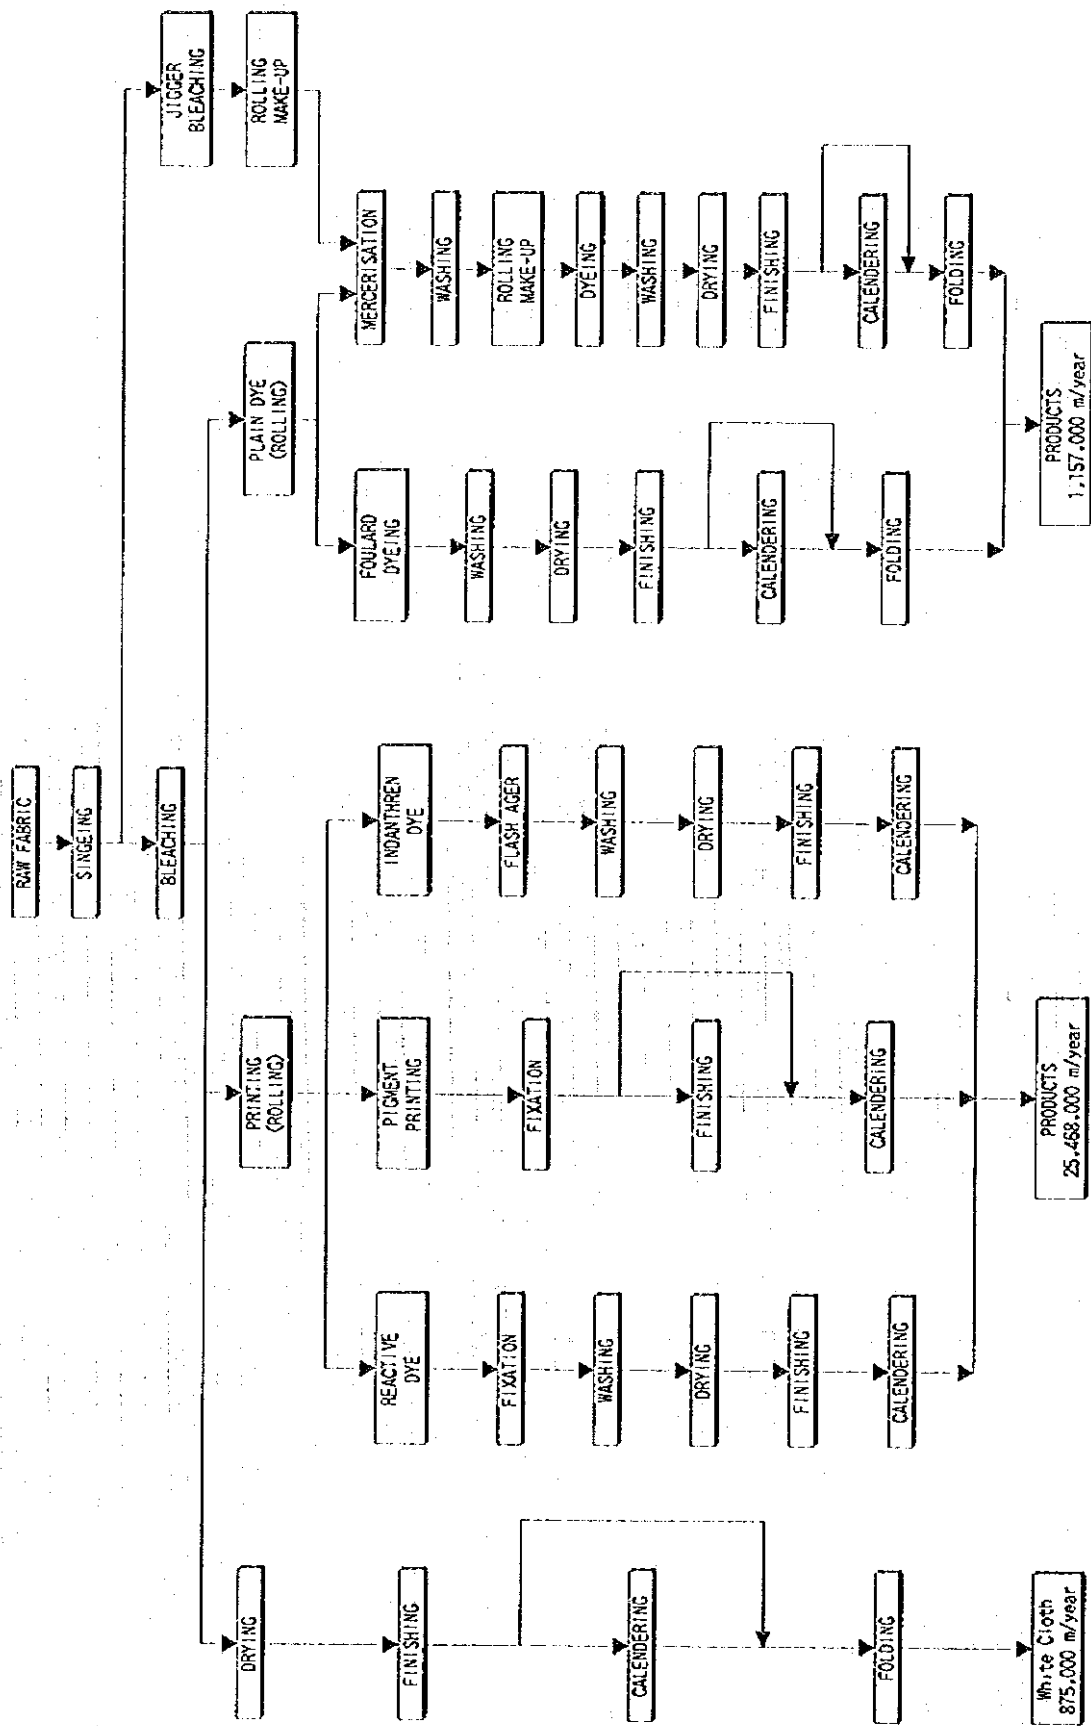 RAW FABRIC
SINGEING
BLEACHING
JIGGER
BLEACHING
ROLLING
MAKE-UP
DRYING
FINISHING
CALENDERING
FOLDING
White Cloth
875.000 m/year
PRINTING
(ROLLING)
REACTIVE
DYE
FIXATION
WASHING
DRYING
FINISHING
CALENDERING
PIGMENT
PRINTING
FIXATION
FINISHING
CALENDERING
INDANTHREN
DYE
FLASH AGER
WASHING
DRYING
FINISHING
CALENDERING
PRODUCTS
25.468.000 m/year
PLAIN DYE
(ROLLING)
FOULARD
DYEING
WASHING
DRYING
FINISHING
CALENDERING
FOLDING
MERCERISATION
WASHING
ROLLING
MAKE-UP
DYEING
WASHING
DRYING
FINISHING
CALENDERING
FOLDING
PRODUCTS
1.157.000 m/year